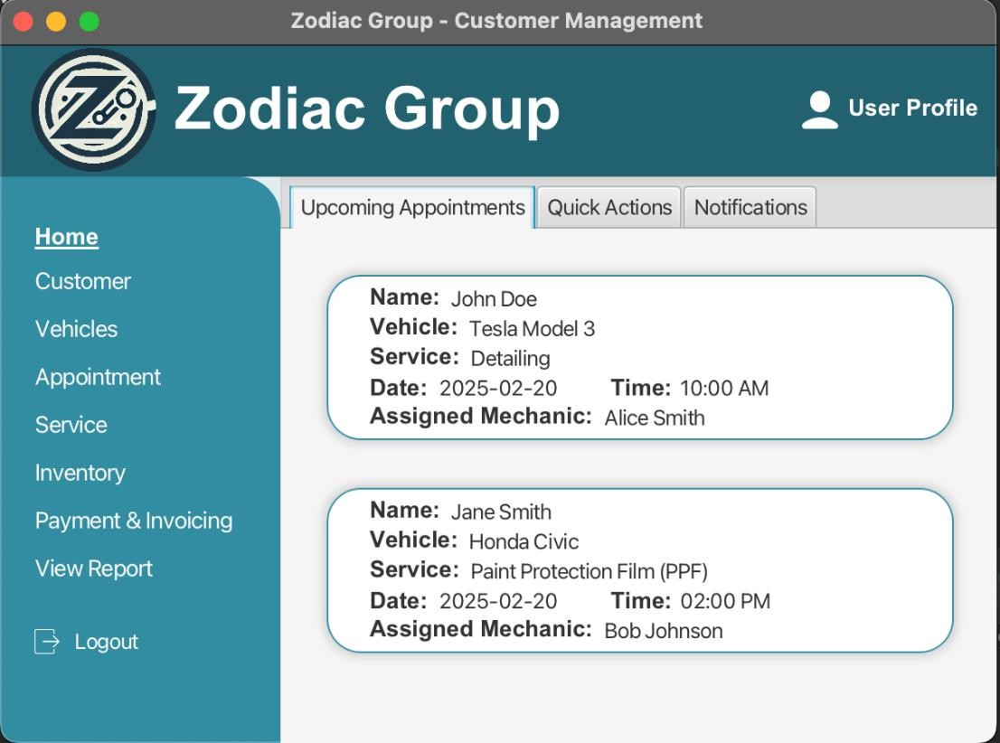 Zodiac Group - Customer Management
Zodiac Group
User Profile
Home
Customer
Vehicles
Appointment
Service
Inventory
Payment & Invoicing
View Report
Logout
Upcoming Appointments
Quick Actions
Notifications
Name: John Doe
Vehicle: Tesla Model 3
Service: Detailing
Date: 2025-02-20 Time: 10:00 AM
Assigned Mechanic: Alice Smith
Name: Jane Smith
Vehicle: Honda Civic
Service: Paint Protection Film (PPF)
Date: 2025-02-20 Time: 02:00 PM
Assigned Mechanic: Bob Johnson